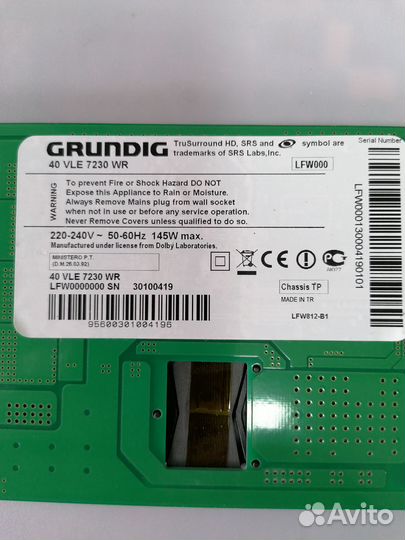 GRUNDIG
40 VLE 7230 WR
TruSurround HD, SRS and symbol are
trademarks of SRS Labs,Inc.
Serial Number
LFW000
WARNING
To prevent Fire or Shock Hazard DO NOT
Expose this Appliance to Rain or Moisture.
Always Remove Mains plug from wall socket
when not in use or before any service operation.
Never Remove Covers unless qualified to do so.
220-240V ~ 50-60Hz 145W max.
Manufactured under license from Dolby Laboratories.
MINISTERO P.T.
(D.M.26.03.92)
40 VLE 7230 WR
LFW0000000 SN 30100419
95600301004196
Chassis TP
MADE IN TR
LFW812-B1
LFW0001300004190101
Avito